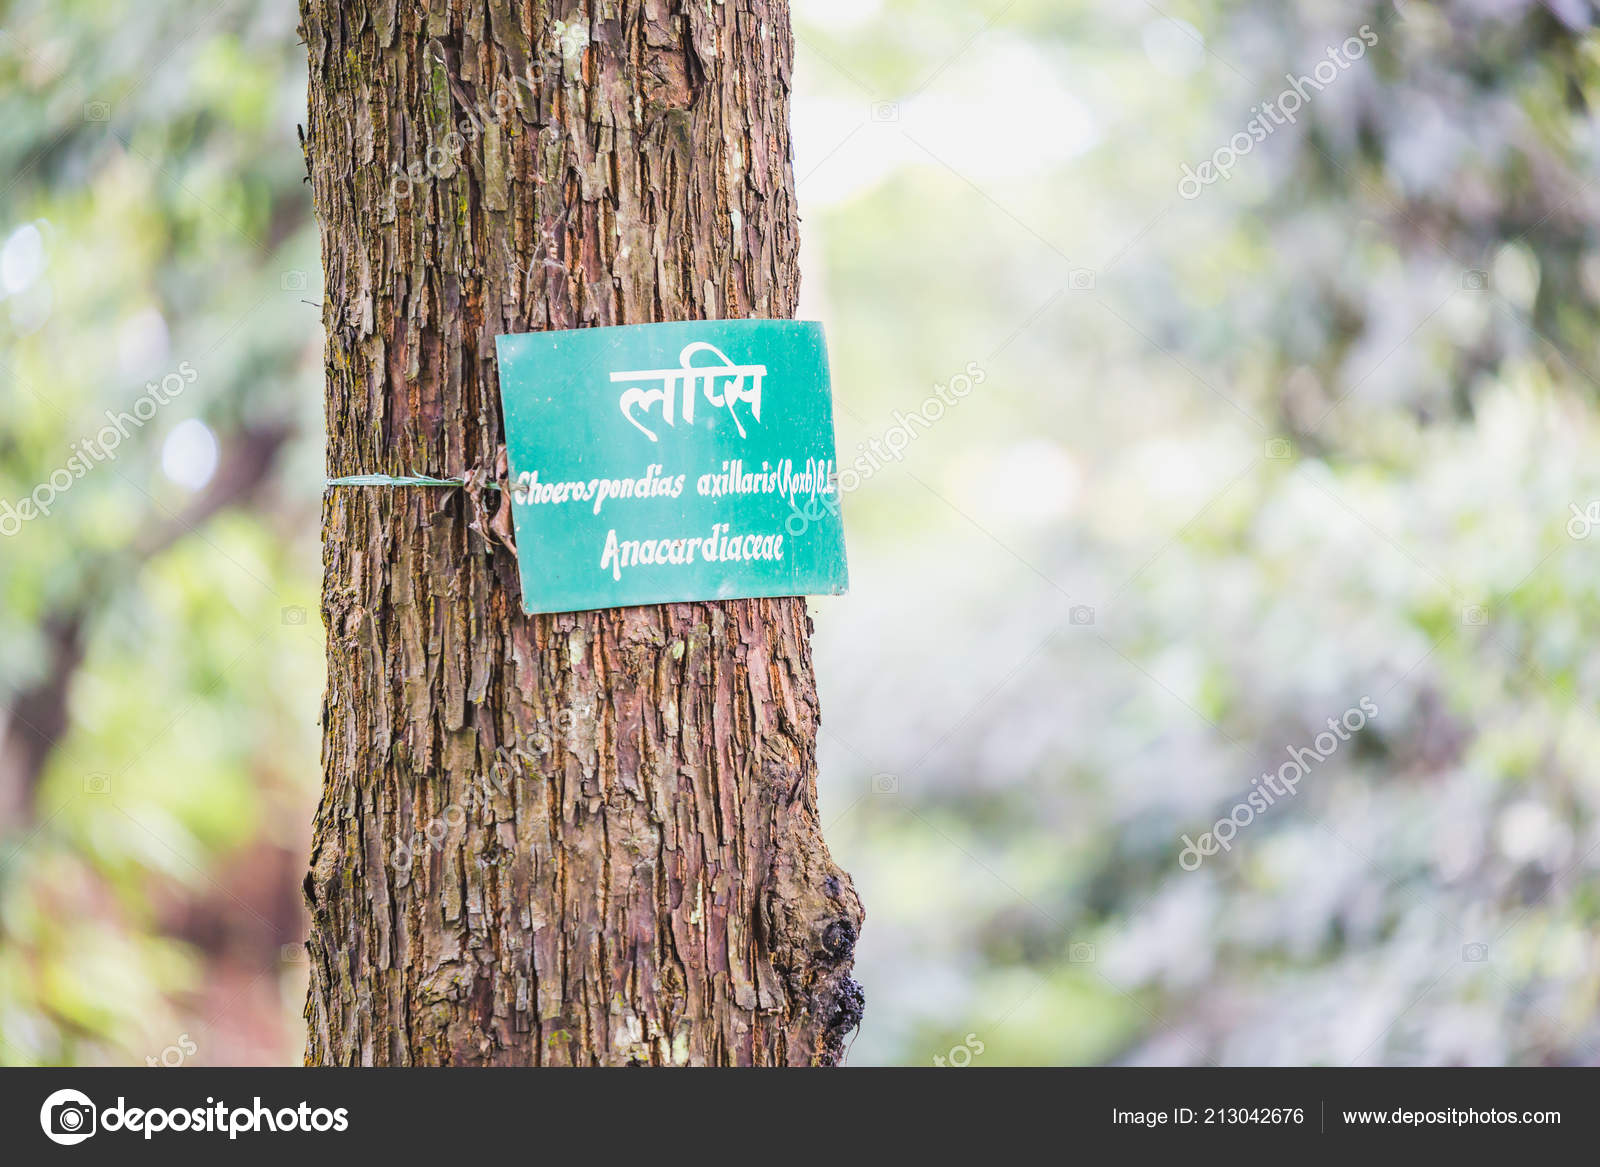 लप्सि
Choerospondias axillaris (Roxb) B.L
Anacardiaceae
depositphotos
Image ID: 213042676
www.depositphotos.com